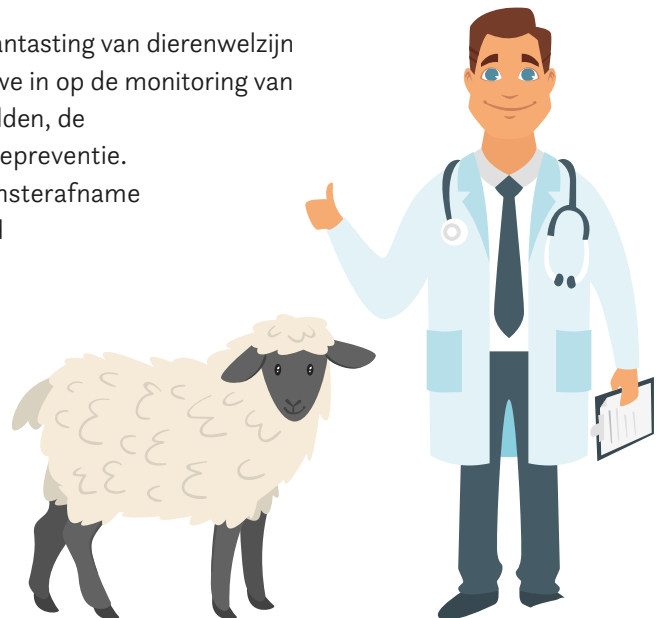 antasting van dierenwelzijn
ve in op de monitoring van
lden, de
epreventie.
nsterafname